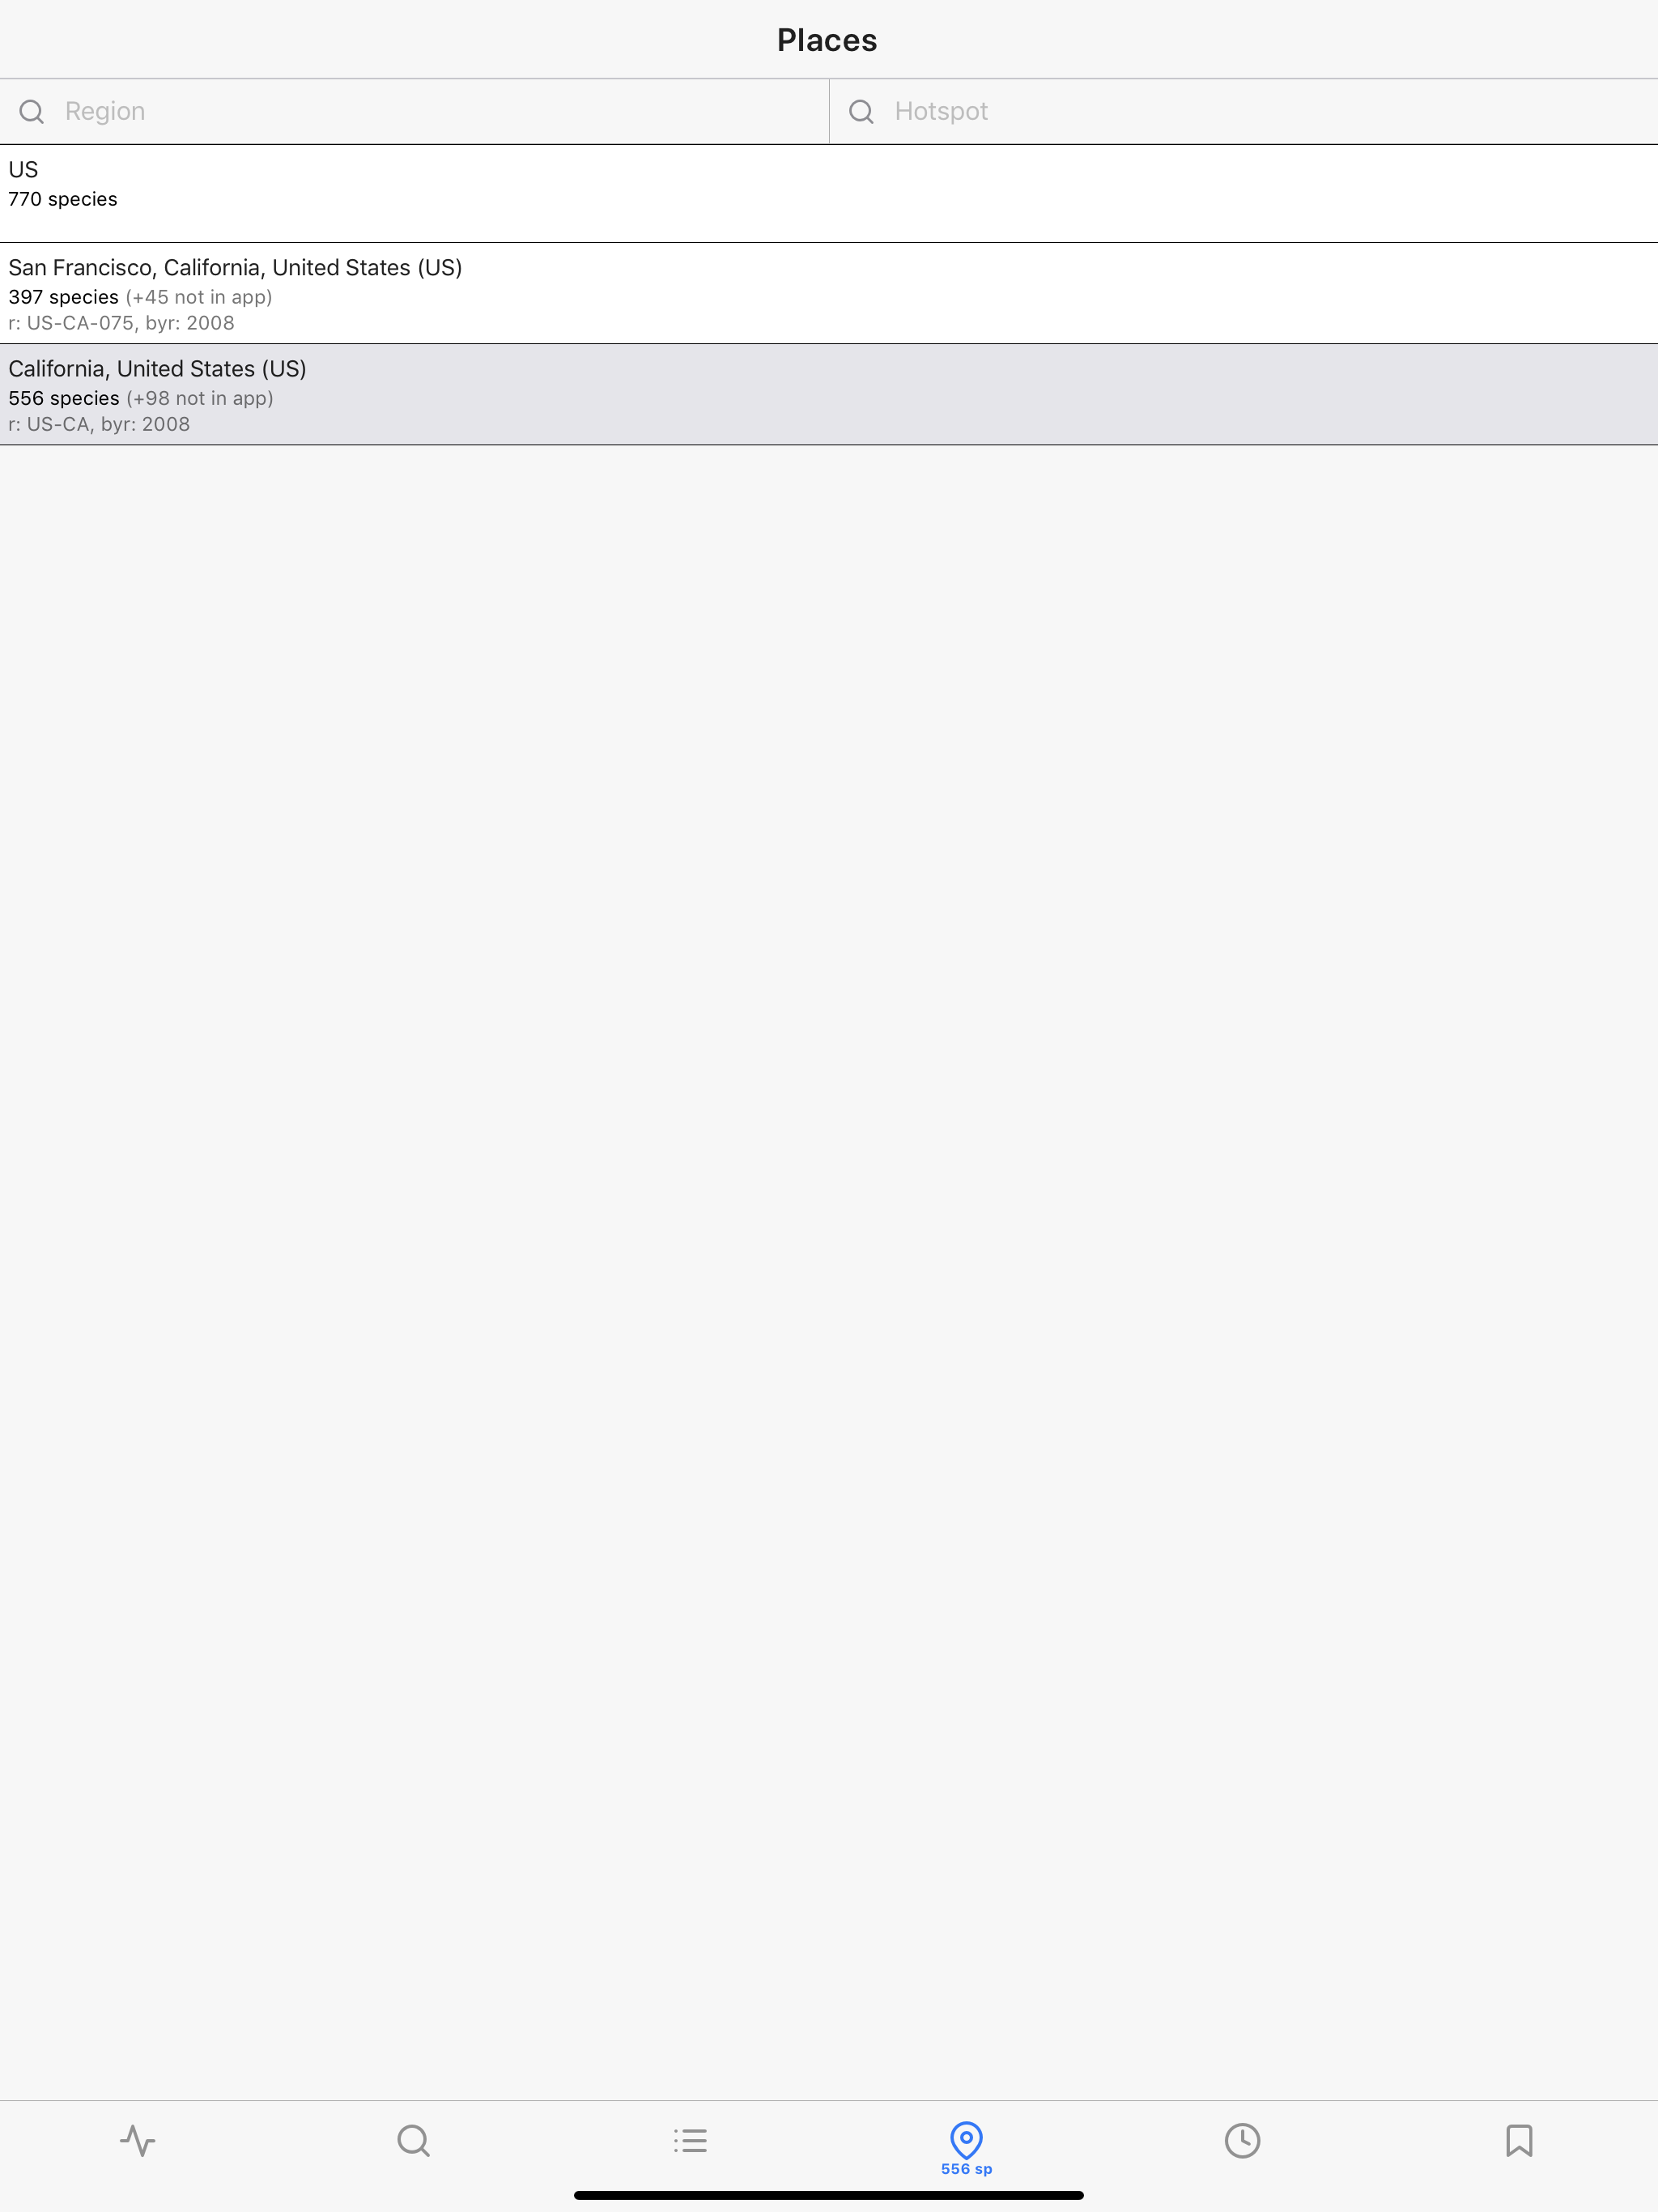 Places
Region
Hotspot
US
770 species
San Francisco, California, United States (US)
397 species (+45 not in app)
r: US-CA-075, byr: 2008
California, United States (US)
556 species (+98 not in app)
r: US-CA, byr: 2008
556 sp